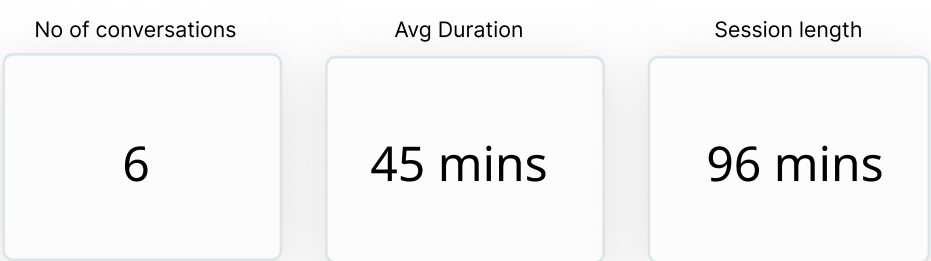 No of conversations
Avg Duration
Session length
6
45 mins
96 mins